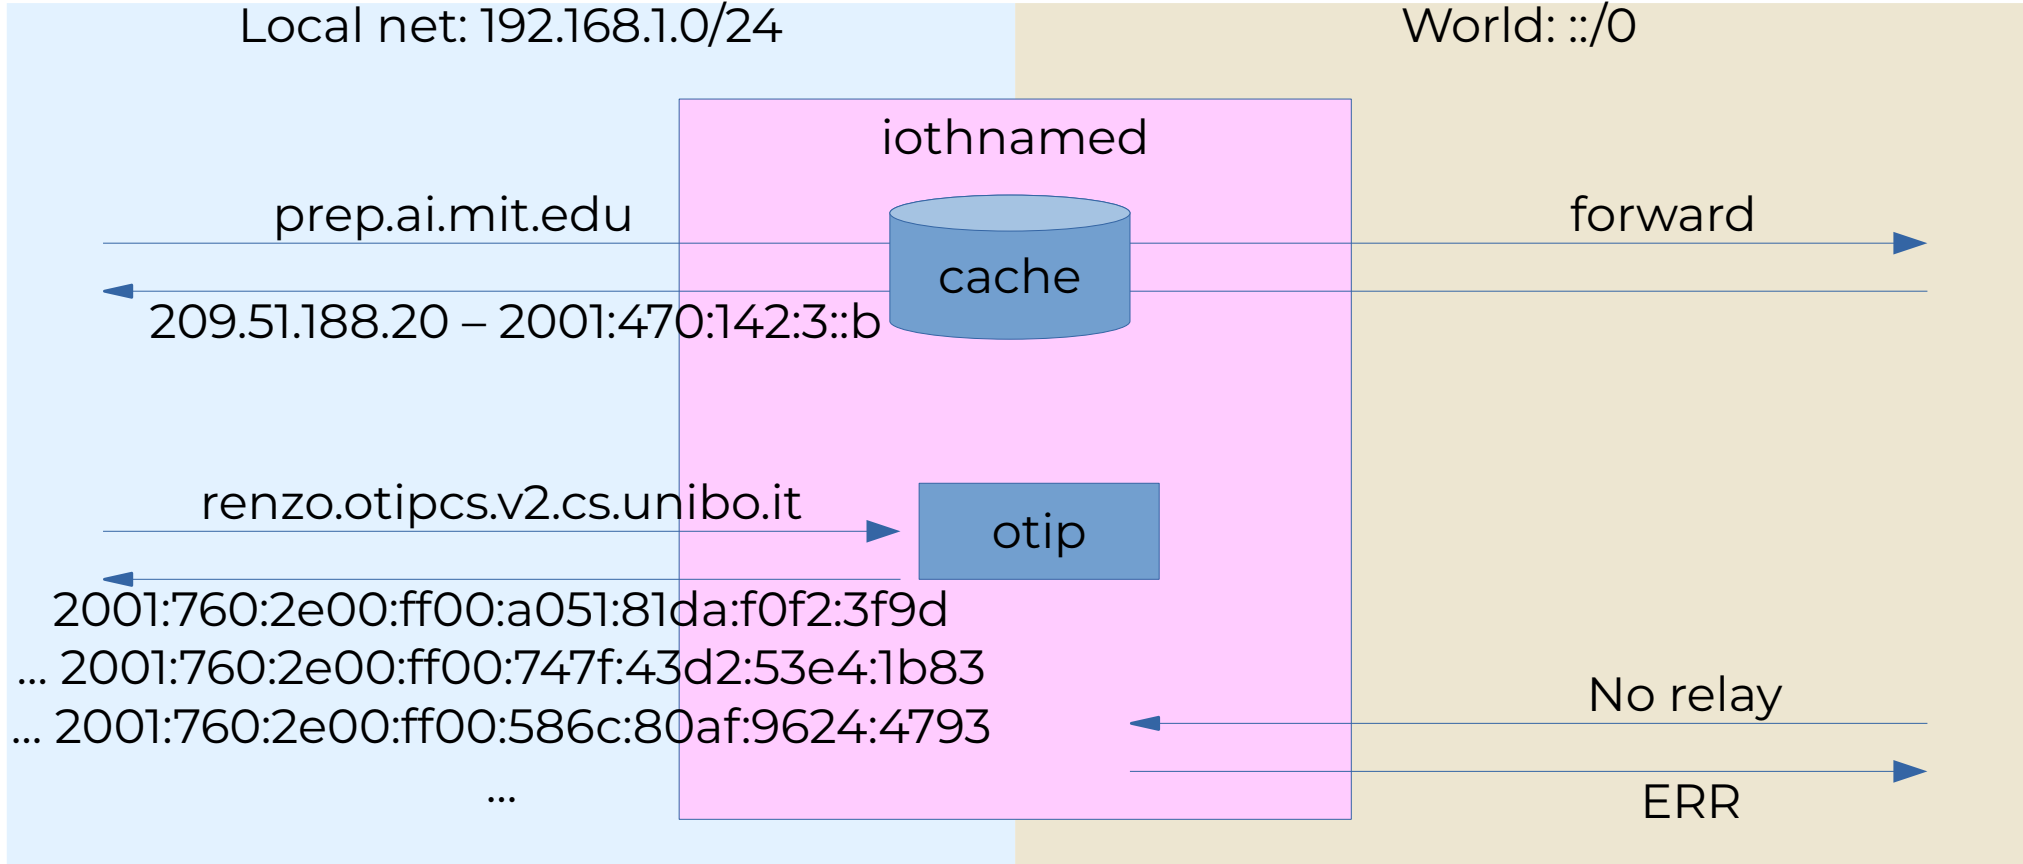 Local net: 192.168.1.0/24
World: ::/0
iothnamed
prep.ai.mit.edu
forward
cache
209.51.188.20 – 2001:470:142:3::b
renzo.otipcs.v2.cs.unibo.it
otip
2001:760:2e00:ff00:a051:81da:f0f2:3f9d
... 2001:760:2e00:ff00:747f:43d2:53e4:1b83
... 2001:760:2e00:ff00:586c:80af:9624:4793
...
No relay
ERR